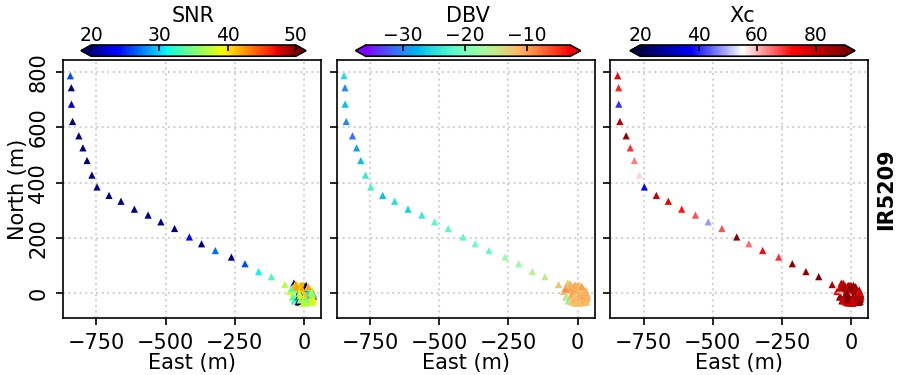 SNR DBV Xc
20 30 40 50 −30 −20 −10 20 40 60 80
800
600
400
200
0
North (m)
IR5209
−750 −500 −250 0 −750 −500 −250 0 −750 −500 −250 0
East (m) East (m) East (m)